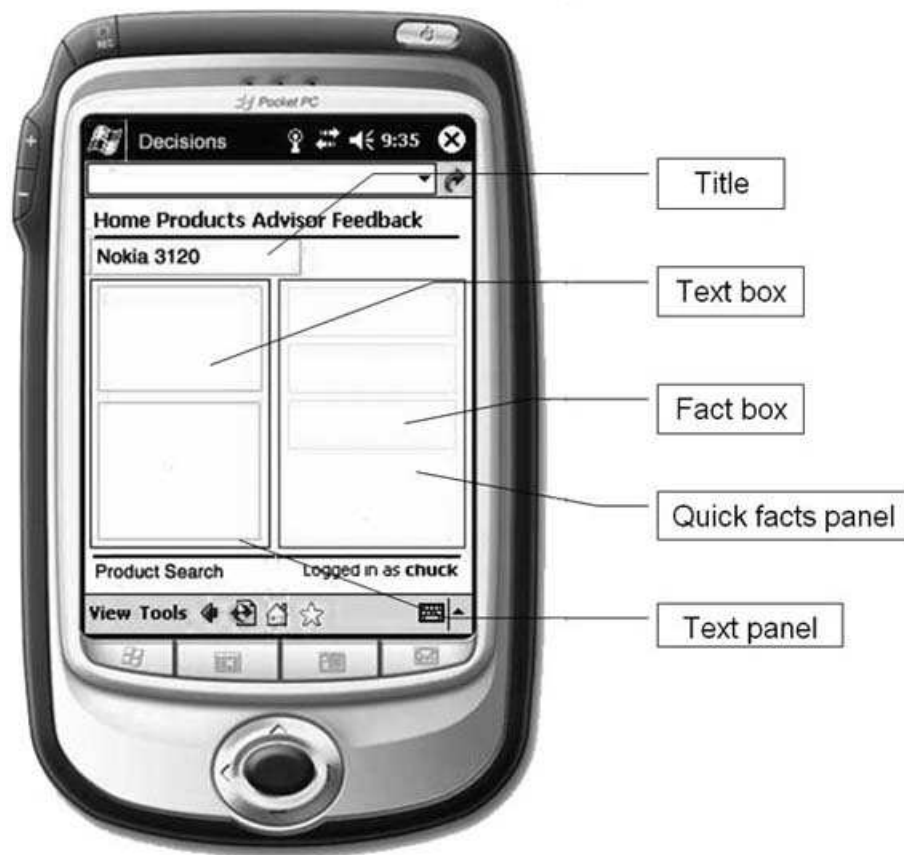 Pocket PC
Decisions 9:35
Title
Home Products Advisor Feedback
Nokia 3120
Text box
Fact box
Quick facts panel
Product Search Logged in as chuck
View Tools
Text panel